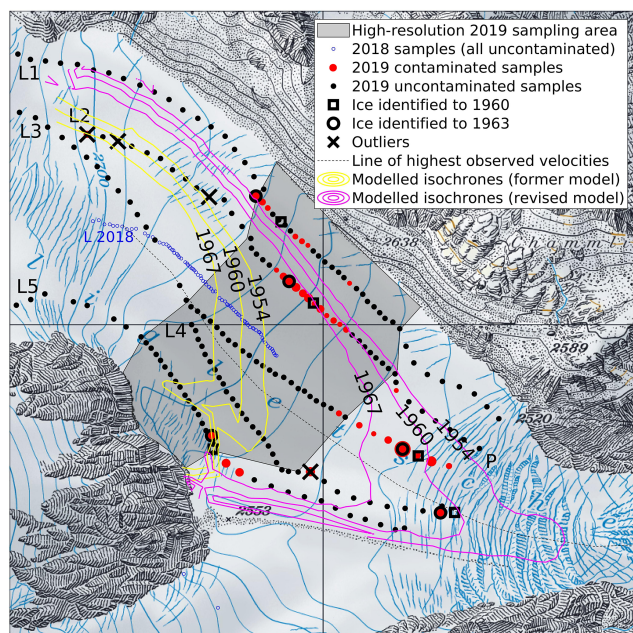 High-resolution 2019 sampling area
2018 samples (all uncontaminated)
2019 contaminated samples
2019 uncontaminated samples
Ice identified to 1960
Ice identified to 1963
Outliers
Line of highest observed velocities
Modelled isochrones (former model)
Modelled isochrones (revised model)
L1
L2
L3
L 2018
L5
L4
1967
1960
1954
1967
1960
1954
P
2638
2589
2520
2553
h a m m
l i
e t s c h